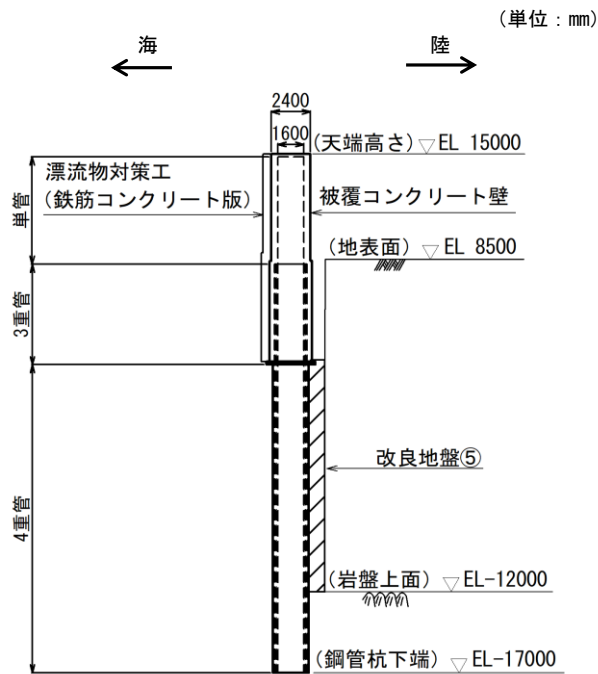 (単位：mm)
海
陸
2400
1600
(天端高さ) ▽ EL 15000
漂流物対策工
(鉄筋コンクリート版)
被覆コンクリート壁
単管
(地表面) ▽ EL 8500
3重管
改良地盤⑤
4重管
(岩盤上面) ▽ EL-12000
(鋼管杭下端) ▽ EL-17000